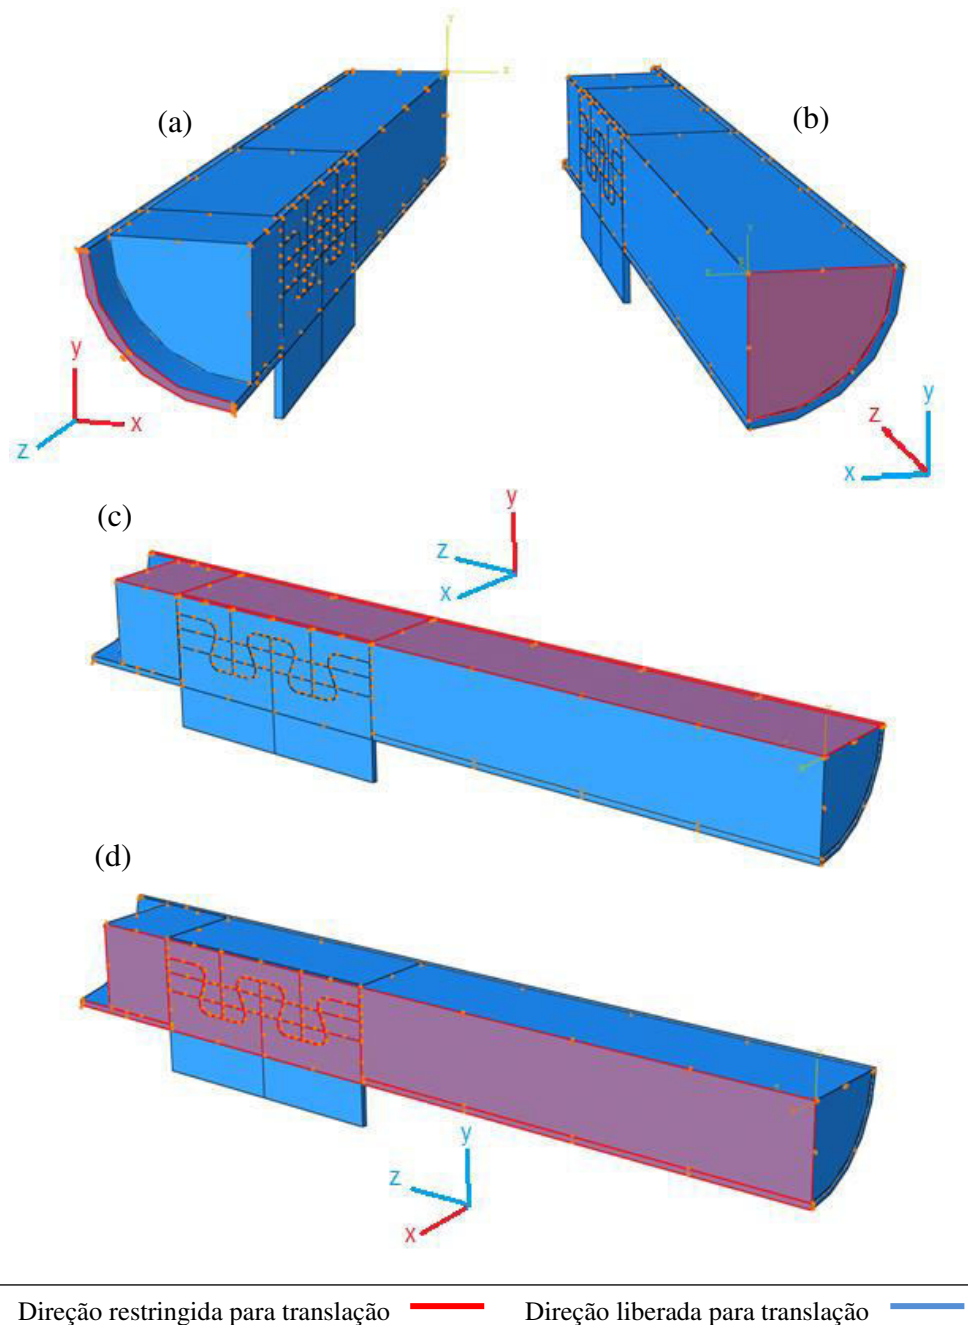 (a)
(b)
y
x
z
y
z
x
(c)
y
z
x
(d)
y
z
x
Direção restringida para translação
Direção liberada para translação